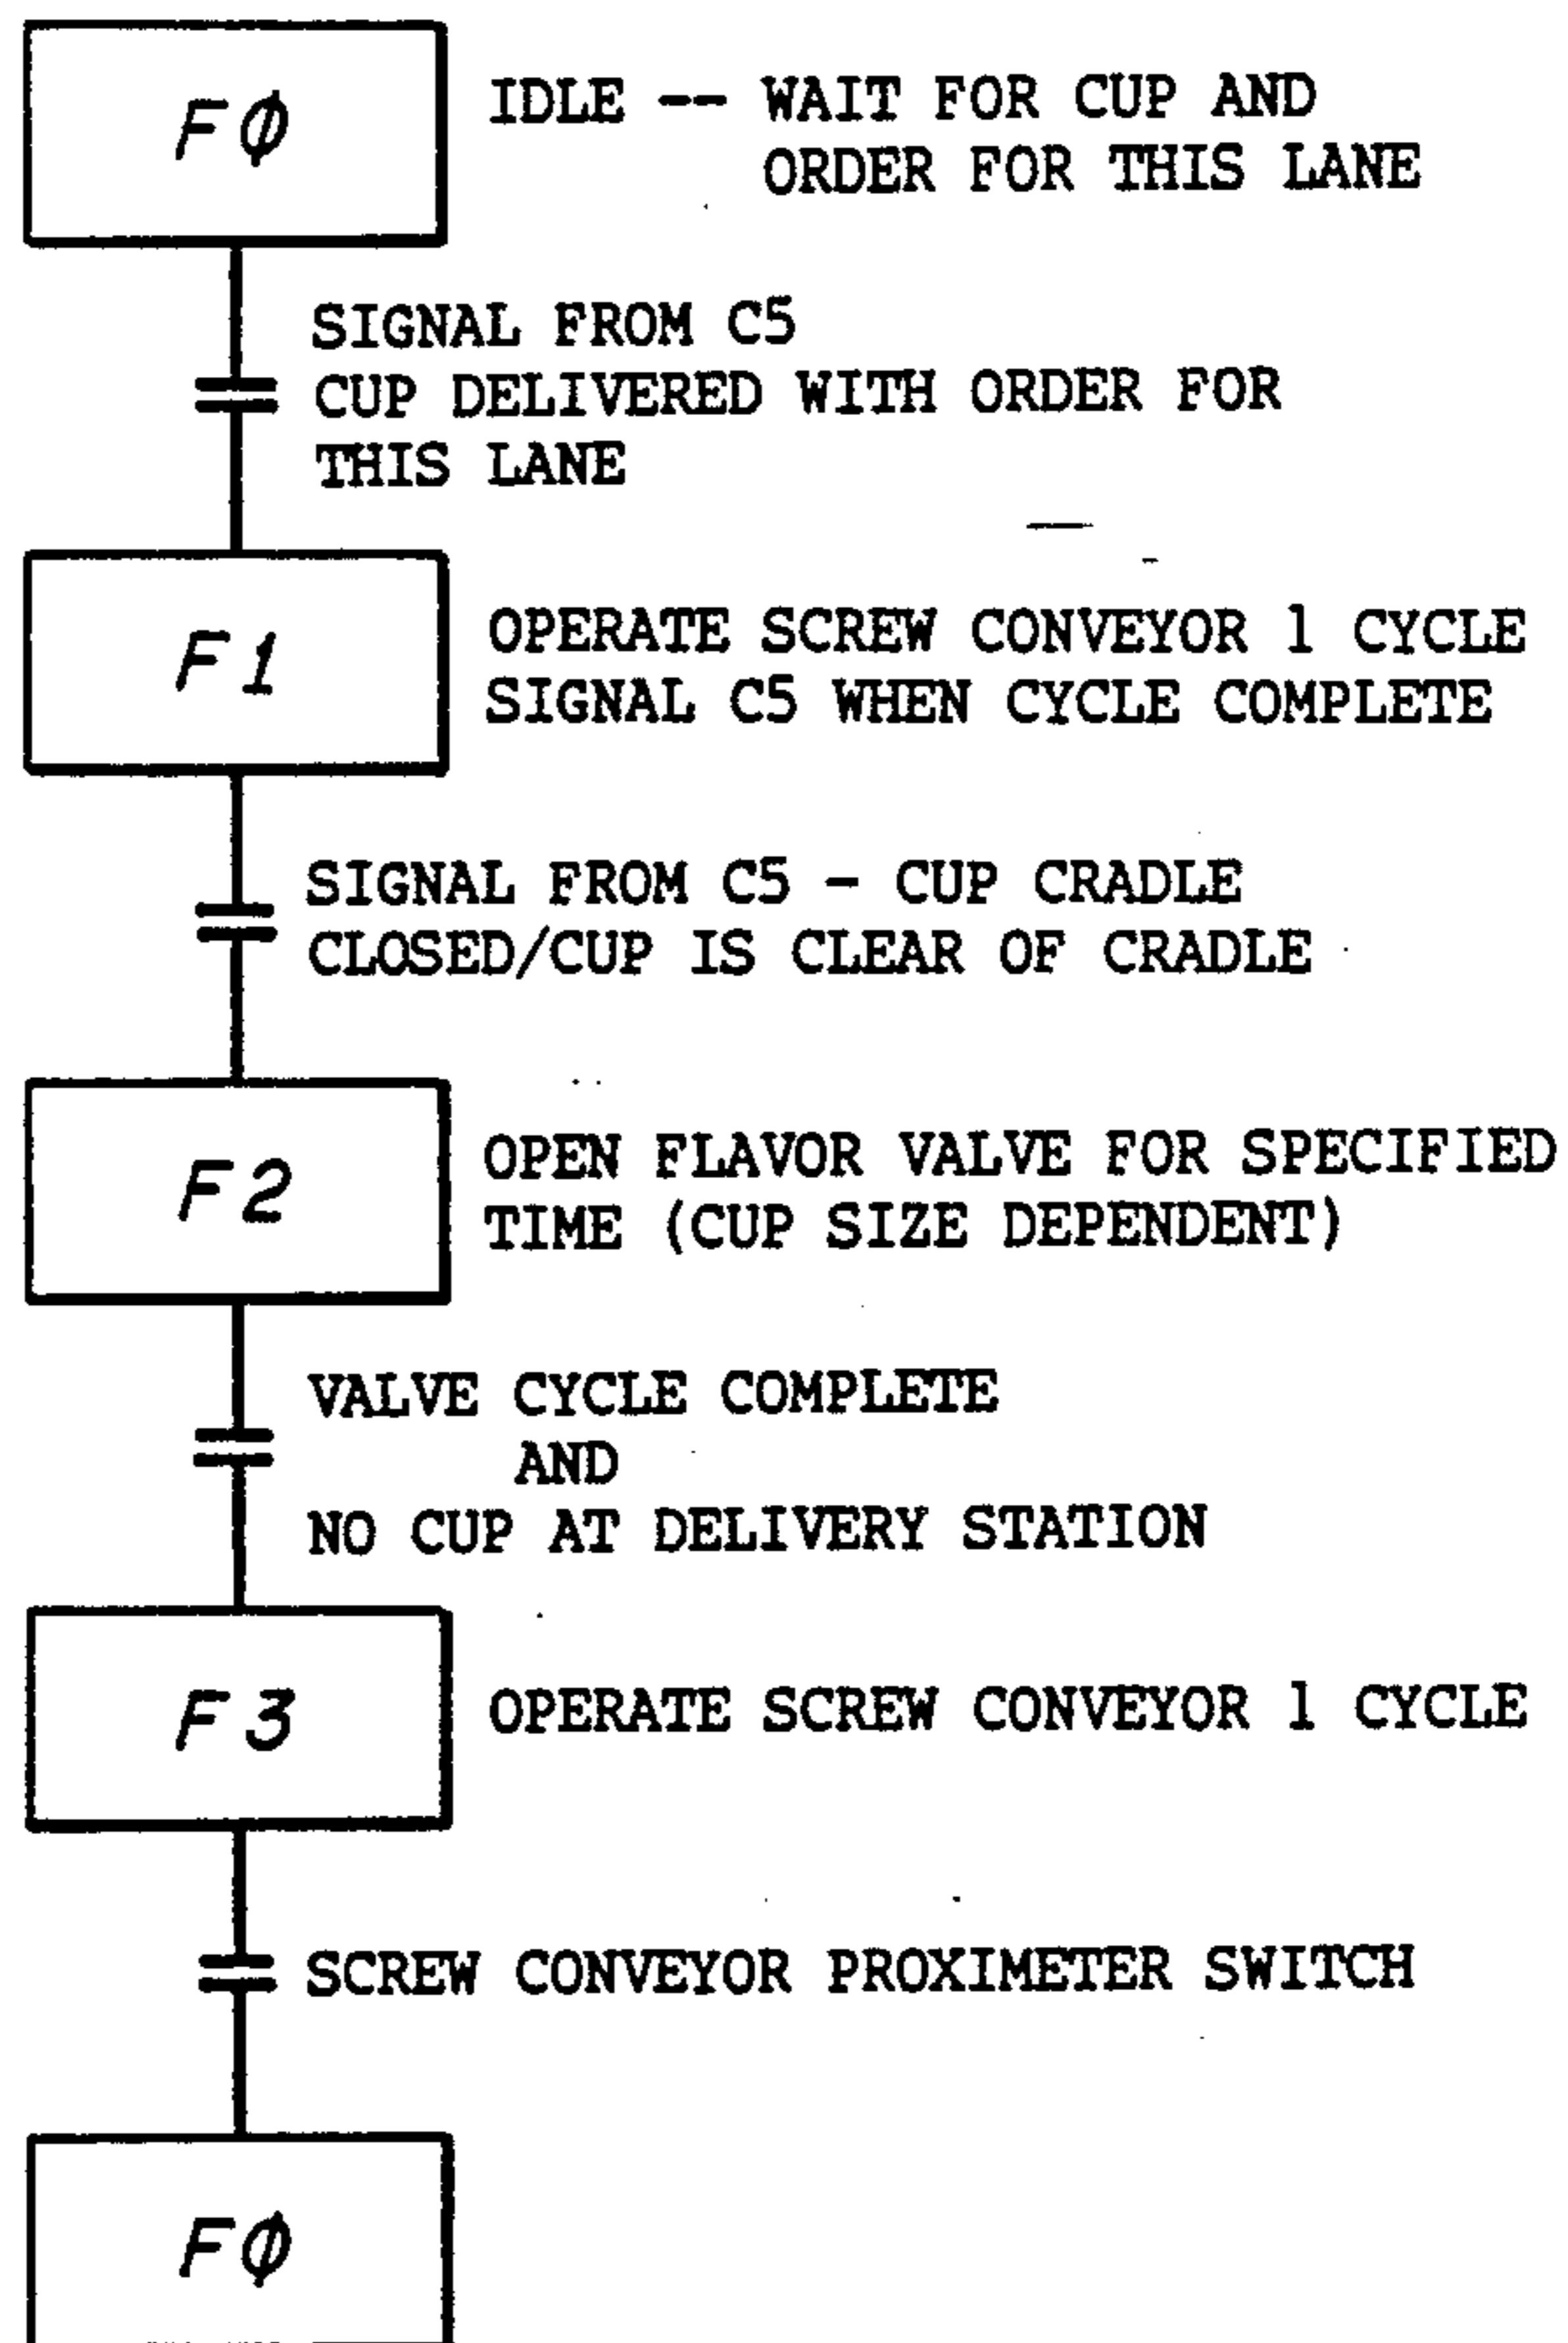 FØ
IDLE -- WAIT FOR CUP AND
ORDER FOR THIS LANE
SIGNAL FROM C5
CUP DELIVERED WITH ORDER FOR
THIS LANE
F1
OPERATE SCREW CONVEYOR 1 CYCLE
SIGNAL C5 WHEN CYCLE COMPLETE
SIGNAL FROM C5 - CUP CRADLE
CLOSED/CUP IS CLEAR OF CRADLE
F2
OPEN FLAVOR VALVE FOR SPECIFIED
TIME (CUP SIZE DEPENDENT)
VALVE CYCLE COMPLETE
AND
NO CUP AT DELIVERY STATION
F3
OPERATE SCREW CONVEYOR 1 CYCLE
SCREW CONVEYOR PROXIMETER SWITCH
FØ